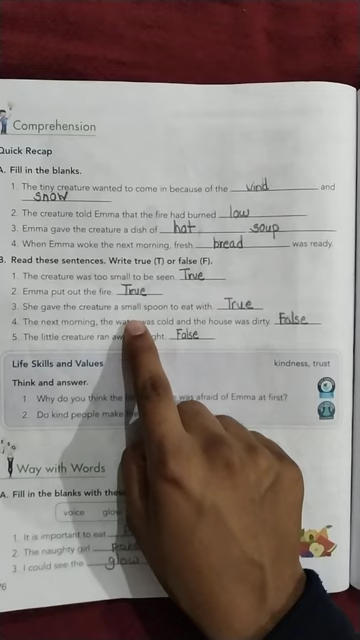 Comprehension
Quick Recap
A. Fill in the blanks.
1. The tiny creature wanted to come in because of the vind and
snow
2. The creature told Emma that the fire had burned low
3. Emma gave the creature a dish of hot soup
4. When Emma woke the next morning, fresh bread was ready.
B. Read these sentences. Write true (T) or false (F).
1. The creature was too small to be seen. True
2. Emma put out the fire. True
3. She gave the creature a small spoon to eat with. True
4. The next morning, the water was cold and the house was dirty. False
5. The little creature ran away ight. False
Life Skills and Values kindness, trust
Think and answer.
1 Why do you think the was afraid of Emma at first?
2. Do kind people make
Way with Words
A. Fill in the blanks with these
voice glow
1. It is important to eat
2. The naughty girl
3. I could see the glow